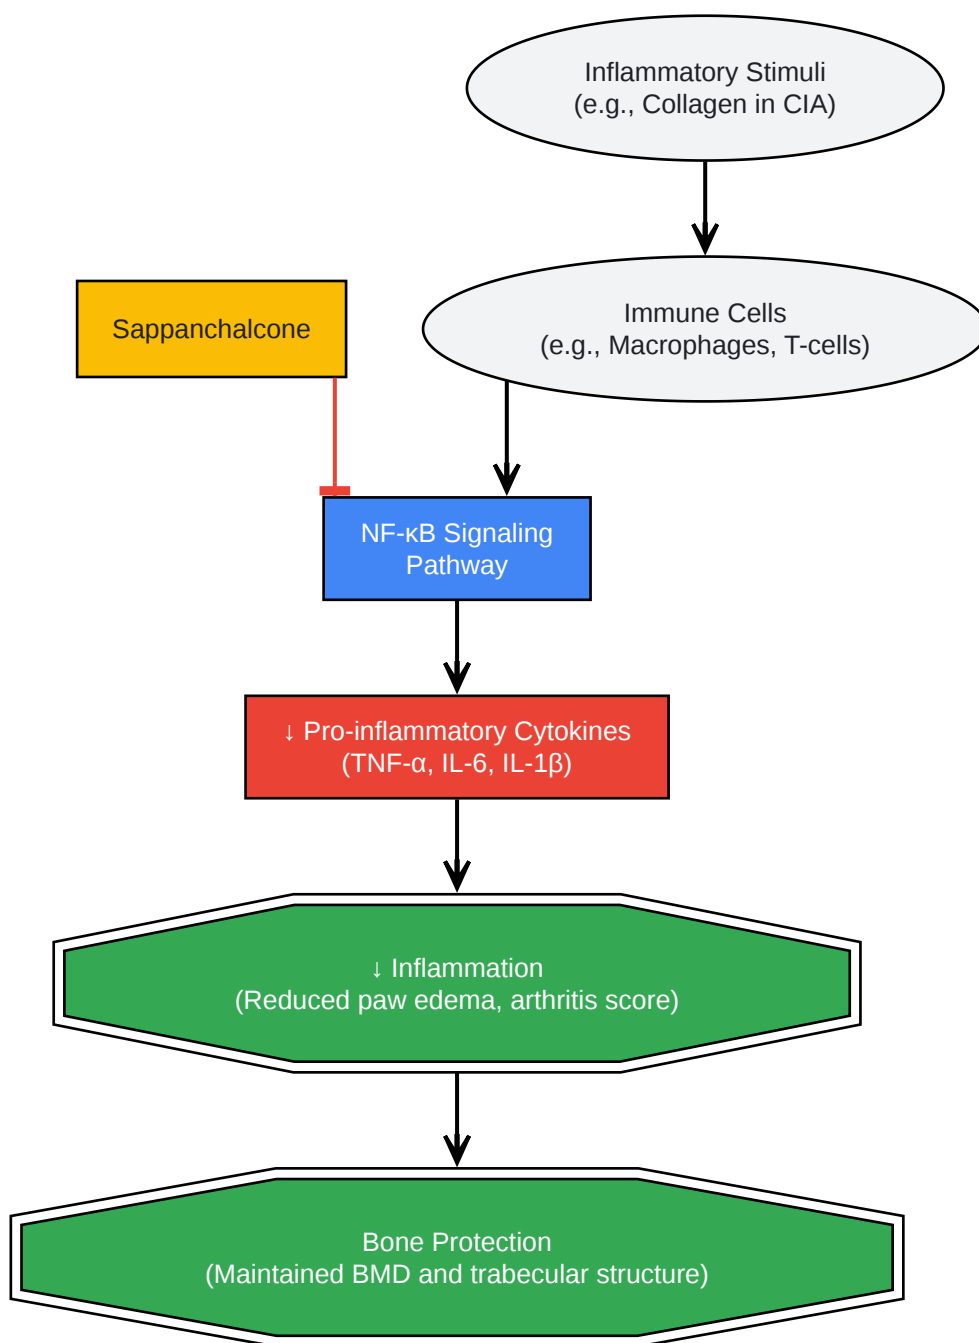 Inflammatory Stimuli
(e.g., Collagen in CIA)
Immune Cells
(e.g., Macrophages, T-cells)
Sappanchalcone
NF-κB Signaling
Pathway
↓ Pro-inflammatory Cytokines
(TNF-α, IL-6, IL-1β)
↓ Inflammation
(Reduced paw edema, arthritis score)
Bone Protection
(Maintained BMD and trabecular structure)